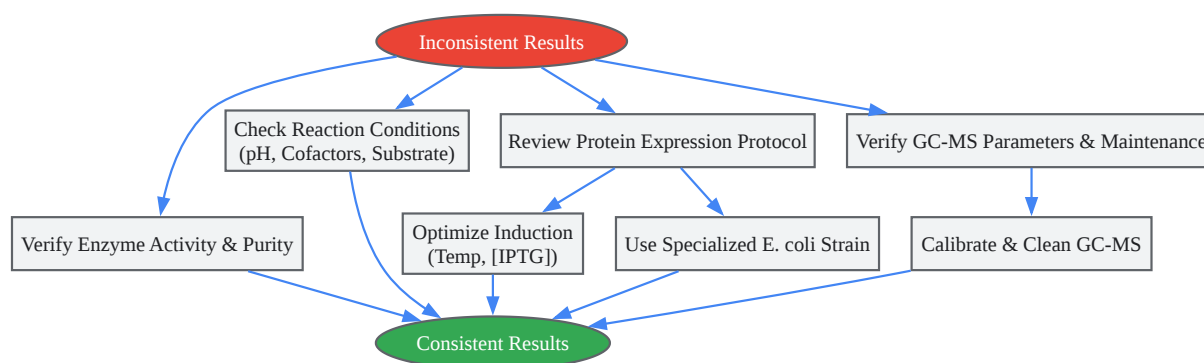 Inconsistent Results
Check Reaction Conditions
(pH, Cofactors, Substrate)
Review Protein Expression Protocol
Verify GC-MS Parameters & Maintenance
Verify Enzyme Activity & Purity
Optimize Induction
(Temp, [IPTG])
Use Specialized E. coli Strain
Calibrate & Clean GC-MS
Consistent Results